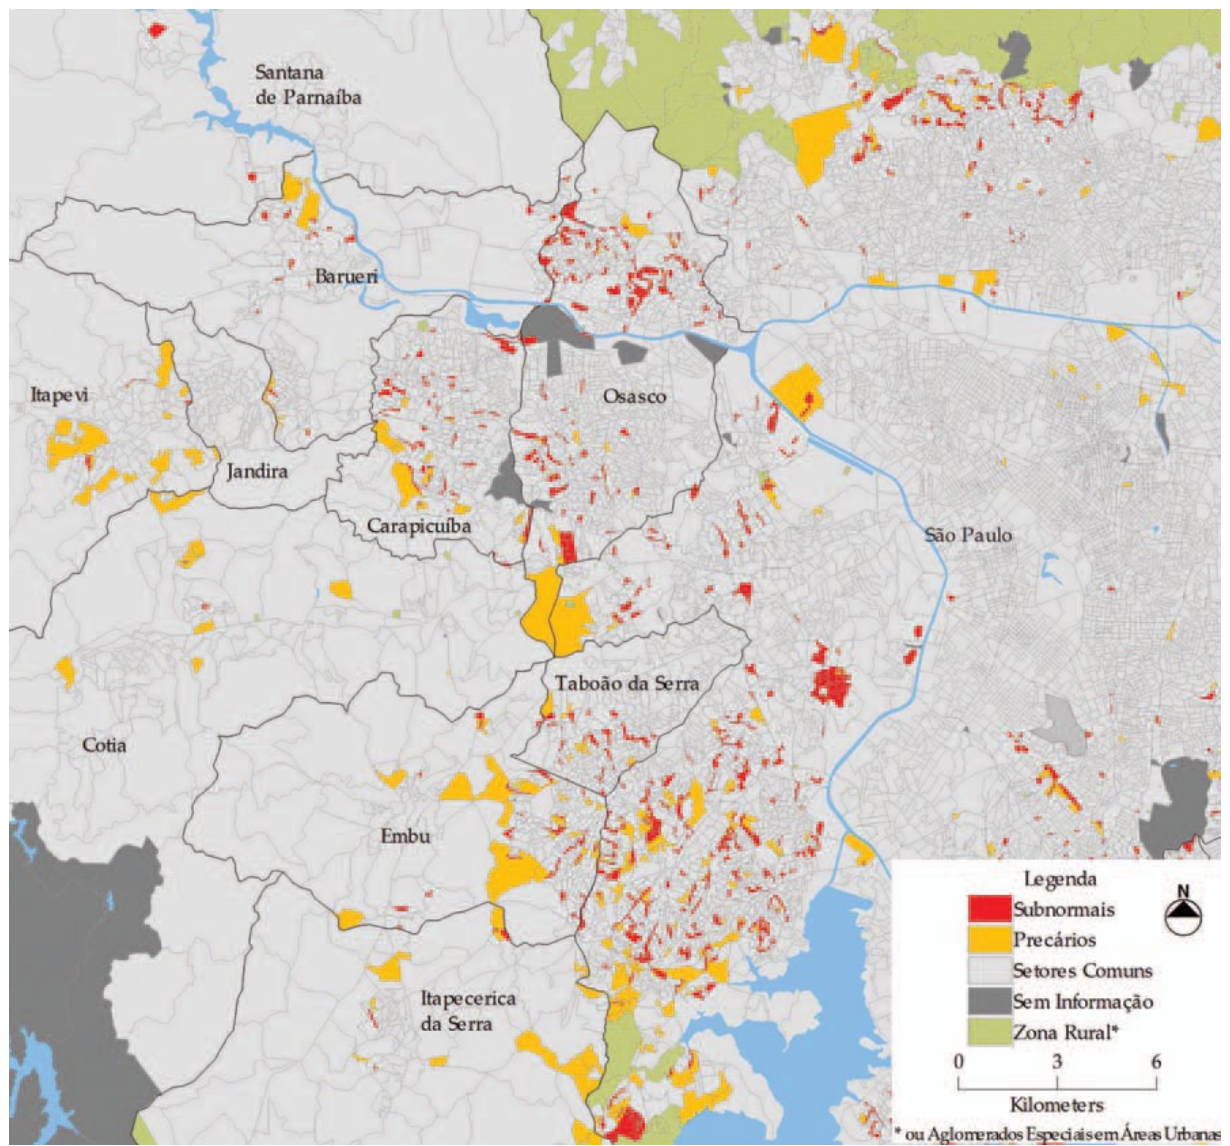 Santana
de Parnaíba
Barueri
Itapevi
Osasco
Jandira
Carapicuíba
São Paulo
Taboão da Serra
Cotia
Embu
Itapecerica
da Serra
Legenda
N
Subnormais
Precários
Setores Comuns
Sem Informação
Zona Rural*
0 3 6
Kilometers
* ou Aglomerados Especiais em Áreas Urbanas